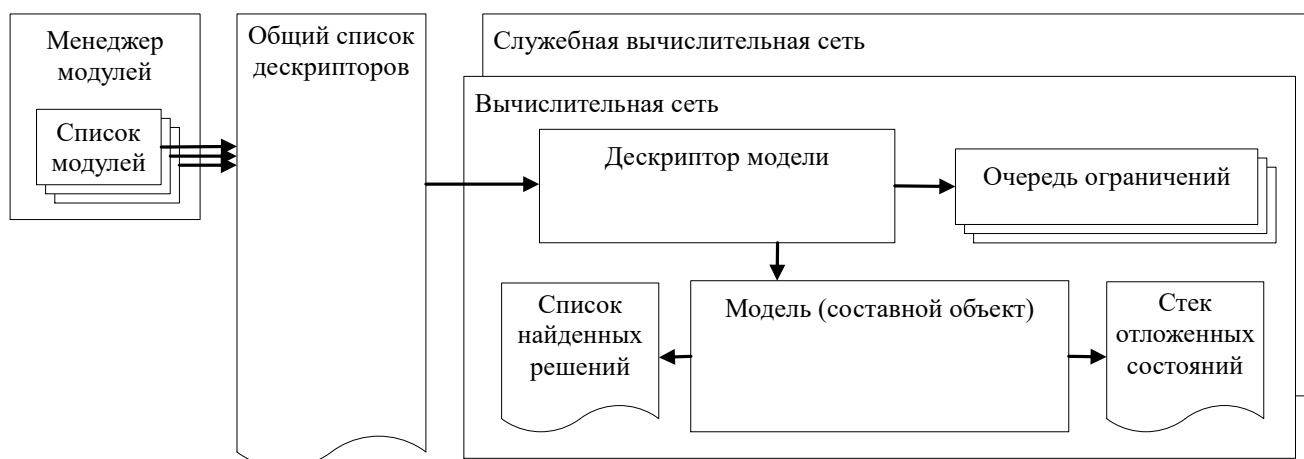 Менеджер
модулей
Список
модулей
Общий список
дескрипторов
Служебная вычислительная сеть
Вычислительная сеть
Дескриптор модели
Очередь ограничений
Список
найденных
решений
Модель (составной объект)
Стек
отложенных
состояний